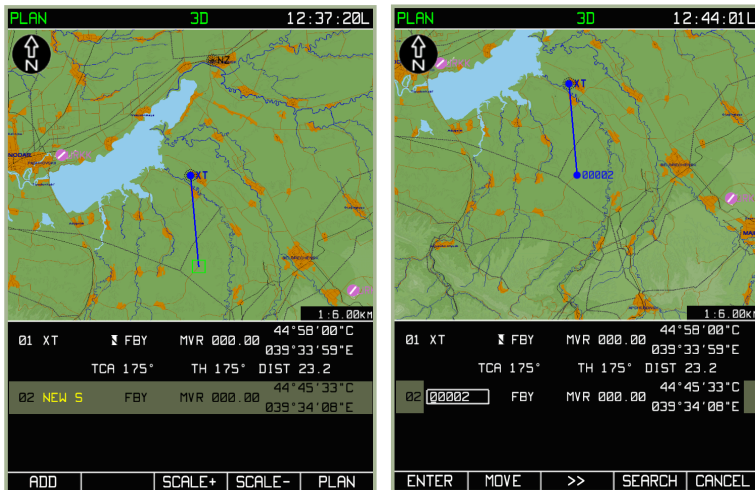 PLAN 3D 12:37:20L
N
NZ
XT
1:6.00км
01 XT FBY MVR 000.00 44°58'00"С
039°33'59"E
TCA 175° TH 175° DIST 23.2
02 NEW S FBY MVR 000.00 44°45'33"С
039°34'08"E
ADD SCALE+ SCALE- PLAN
PLAN 3D 12:44:01L
N
XT
00002
1:6.00км
01 XT FBY MVR 000.00 44°58'00"С
039°33'59"E
TCA 175° TH 175° DIST 23.2
02 00002 FBY MVR 000.00 44°45'33"С
039°34'08"E
ENTER MOVE >> SEARCH CANCEL